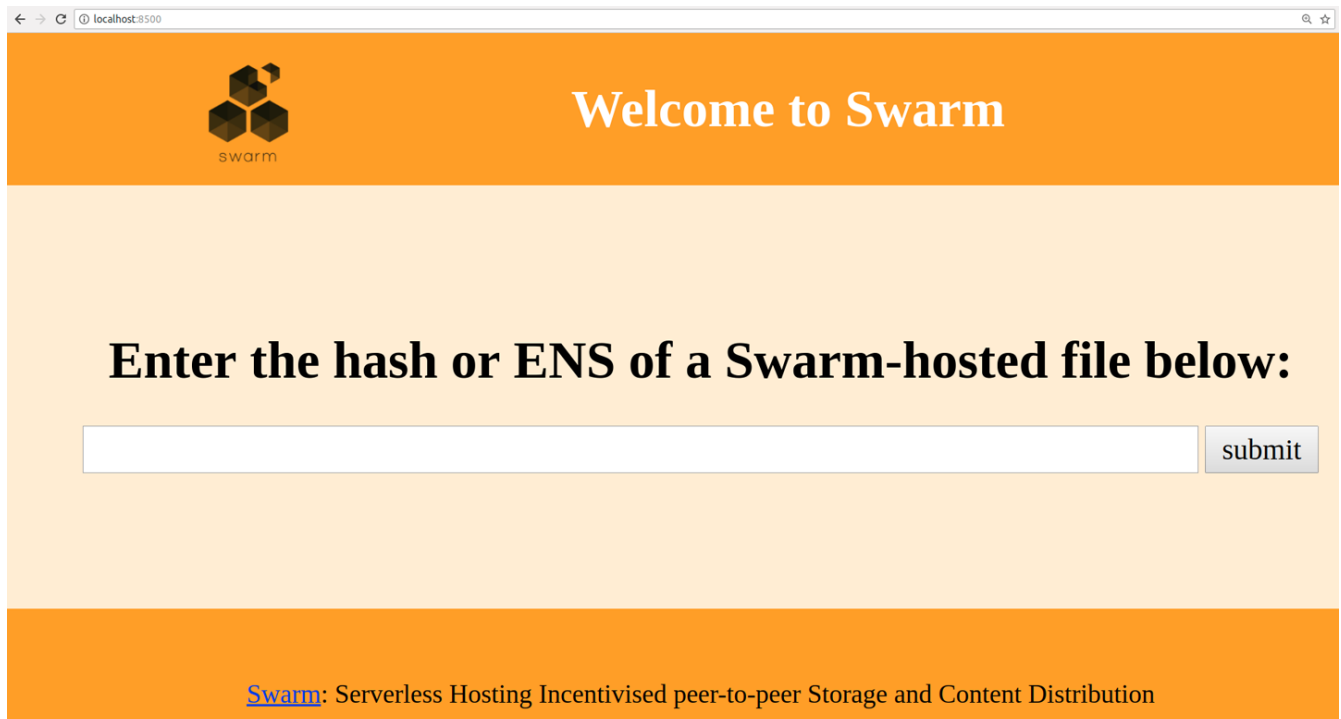 localhost:8500
swarm
Welcome to Swarm
Enter the hash or ENS of a Swarm-hosted file below:
submit
Swarm: Serverless Hosting Incentivised peer-to-peer Storage and Content Distribution